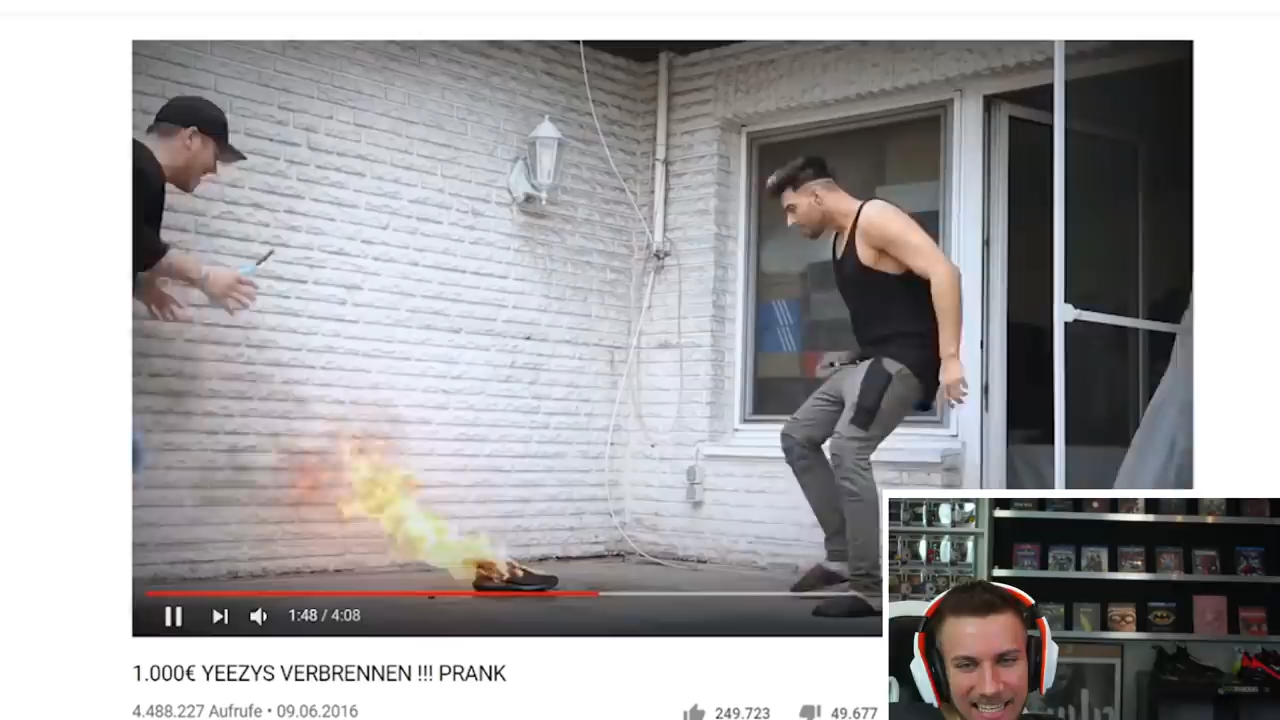 1:48 / 4:08
1.000€ YEEZYS VERBRENNEN !!! PRANK
4.488.227 Aufrufe • 09.06.2016
249.723
49.677